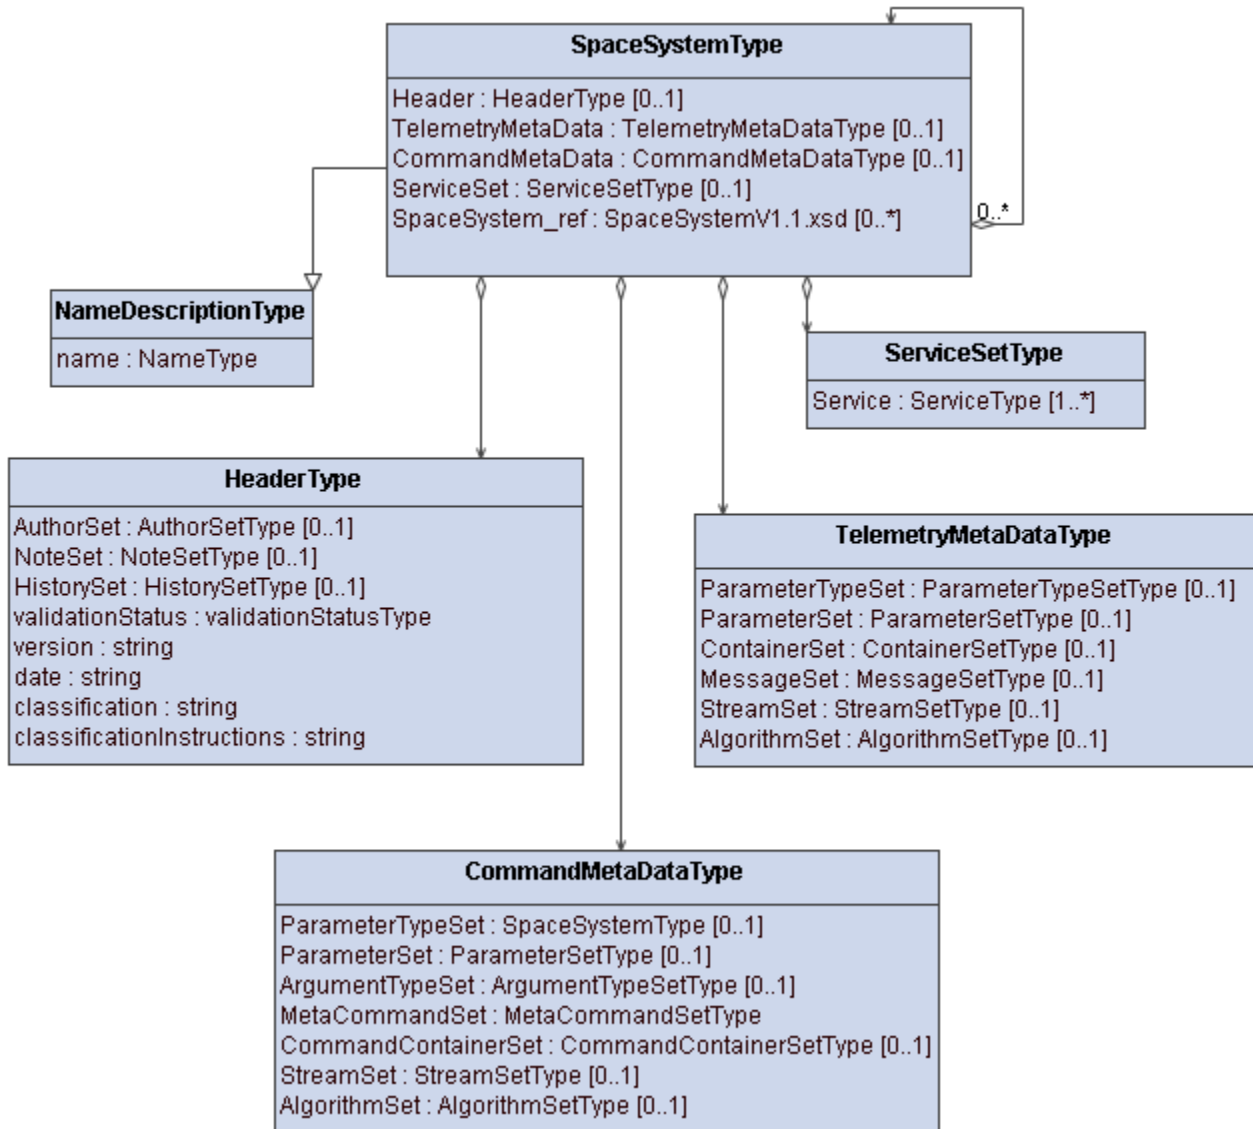 SpaceSystemType
Header : HeaderType [0..1]
TelemetryMetaData : TelemetryMetaDataType [0..1]
CommandMetaData : CommandMetaDataType [0..1]
ServiceSet : ServiceSetType [0..1]
SpaceSystem_ref : SpaceSystemV1.1.xsd [0..*]
0..*
NameDescriptionType
name : NameType
ServiceSetType
Service : ServiceType [1..*]
HeaderType
AuthorSet : AuthorSetType [0..1]
NoteSet : NoteSetType [0..1]
HistorySet : HistorySetType [0..1]
validationStatus : validationStatusType
version : string
date : string
classification : string
classificationInstructions : string
TelemetryMetaDataType
ParameterTypeSet : ParameterTypeSetType [0..1]
ParameterSet : ParameterSetType [0..1]
ContainerSet : ContainerSetType [0..1]
MessageSet : MessageSetType [0..1]
StreamSet : StreamSetType [0..1]
AlgorithmSet : AlgorithmSetType [0..1]
CommandMetaDataType
ParameterTypeSet : SpaceSystemType [0..1]
ParameterSet : ParameterSetType [0..1]
ArgumentTypeSet : ArgumentTypeSetType [0..1]
MetaCommandSet : MetaCommandSetType
CommandContainerSet : CommandContainerSetType [0..1]
StreamSet : StreamSetType [0..1]
AlgorithmSet : AlgorithmSetType [0..1]